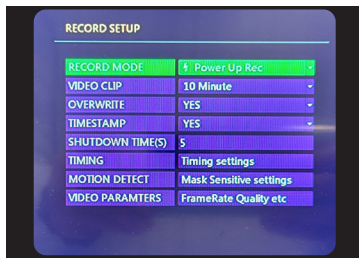 RECORD SETUP
RECORD MODE Power Up Rec
VIDEO CLIP 10 Minute
OVERWRITE YES
TIMESTAMP YES
SHUTDOWN TIME(S) 5
TIMING Timing settings
MOTION DETECT Mask Sensitive settings
VIDEO PARAMTERS FrameRate Quality etc